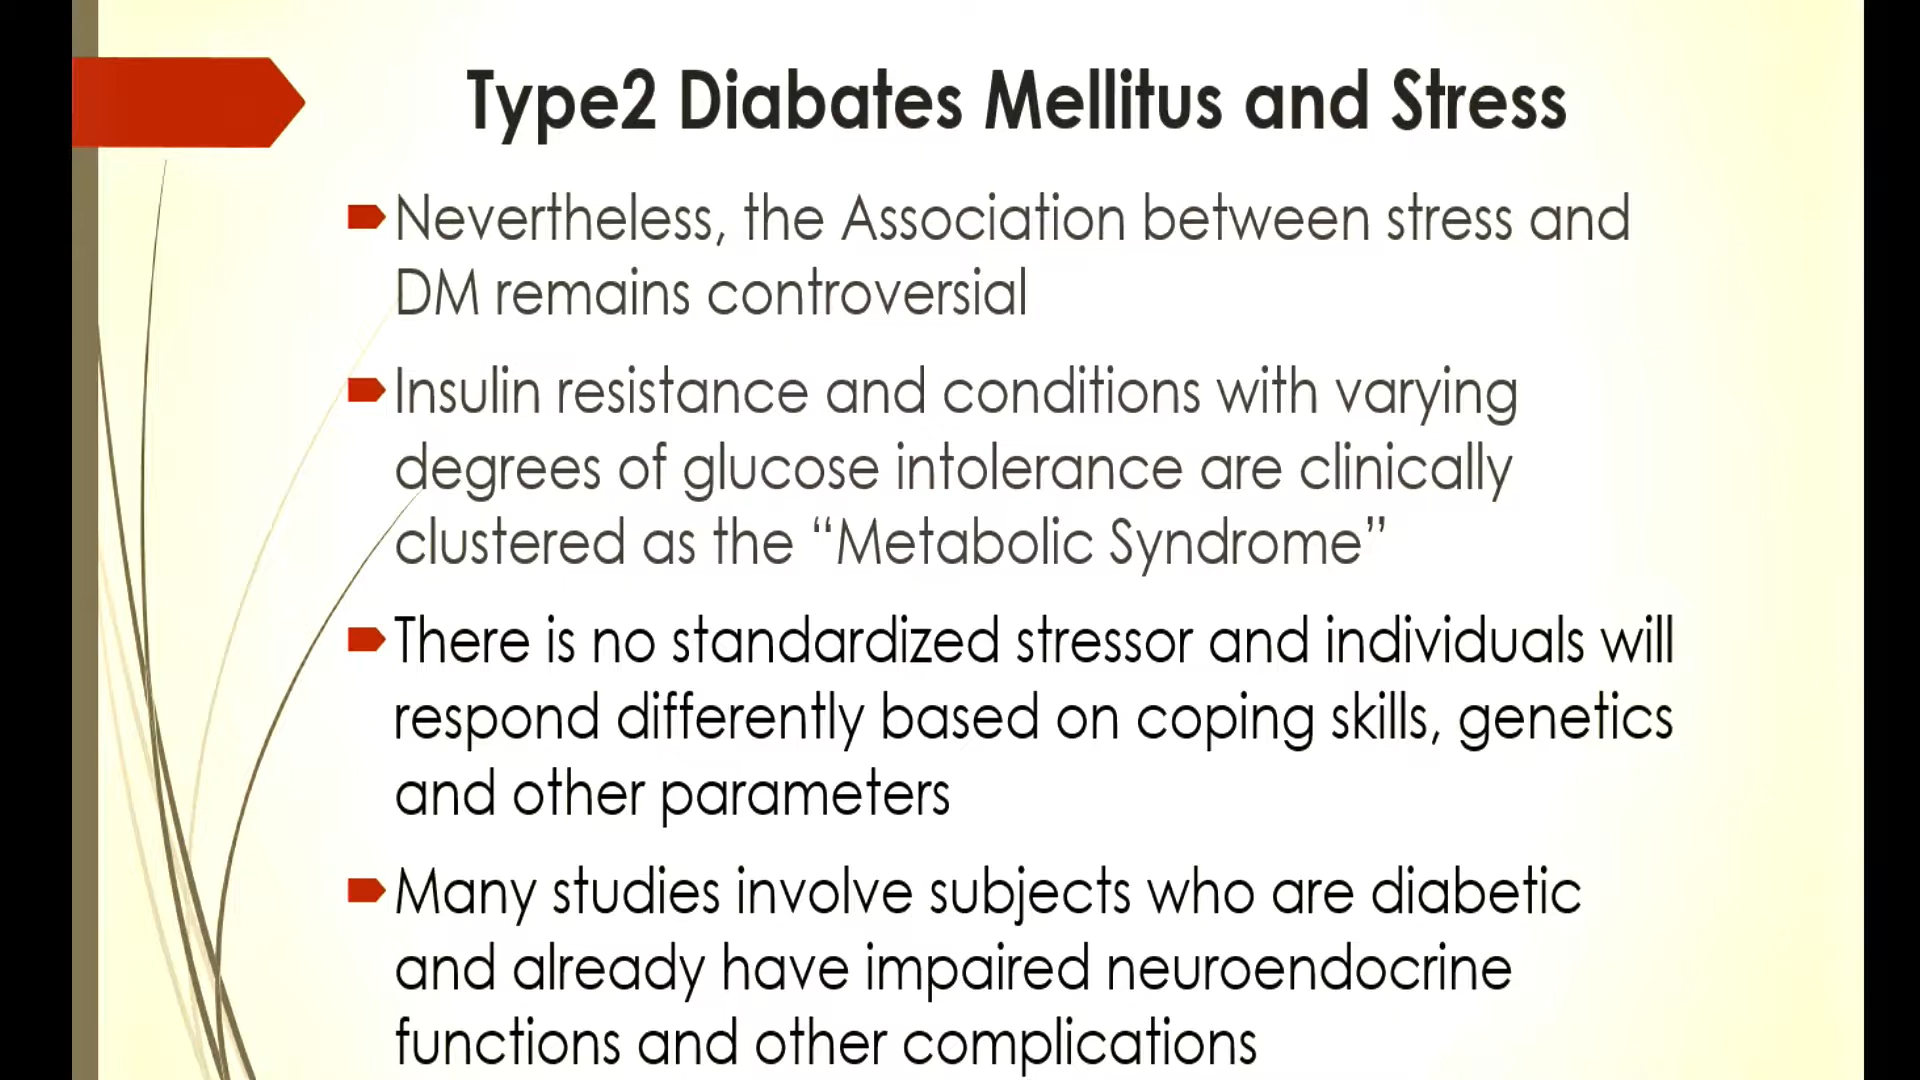 Type2 Diabates Mellitus and Stress
Nevertheless, the Association between stress and
DM remains controversial
Insulin resistance and conditions with varying
degrees of glucose intolerance are clinically
clustered as the “Metabolic Syndrome”
There is no standardized stressor and individuals will
respond differently based on coping skills, genetics
and other parameters
Many studies involve subjects who are diabetic
and already have impaired neuroendocrine
functions and other complications